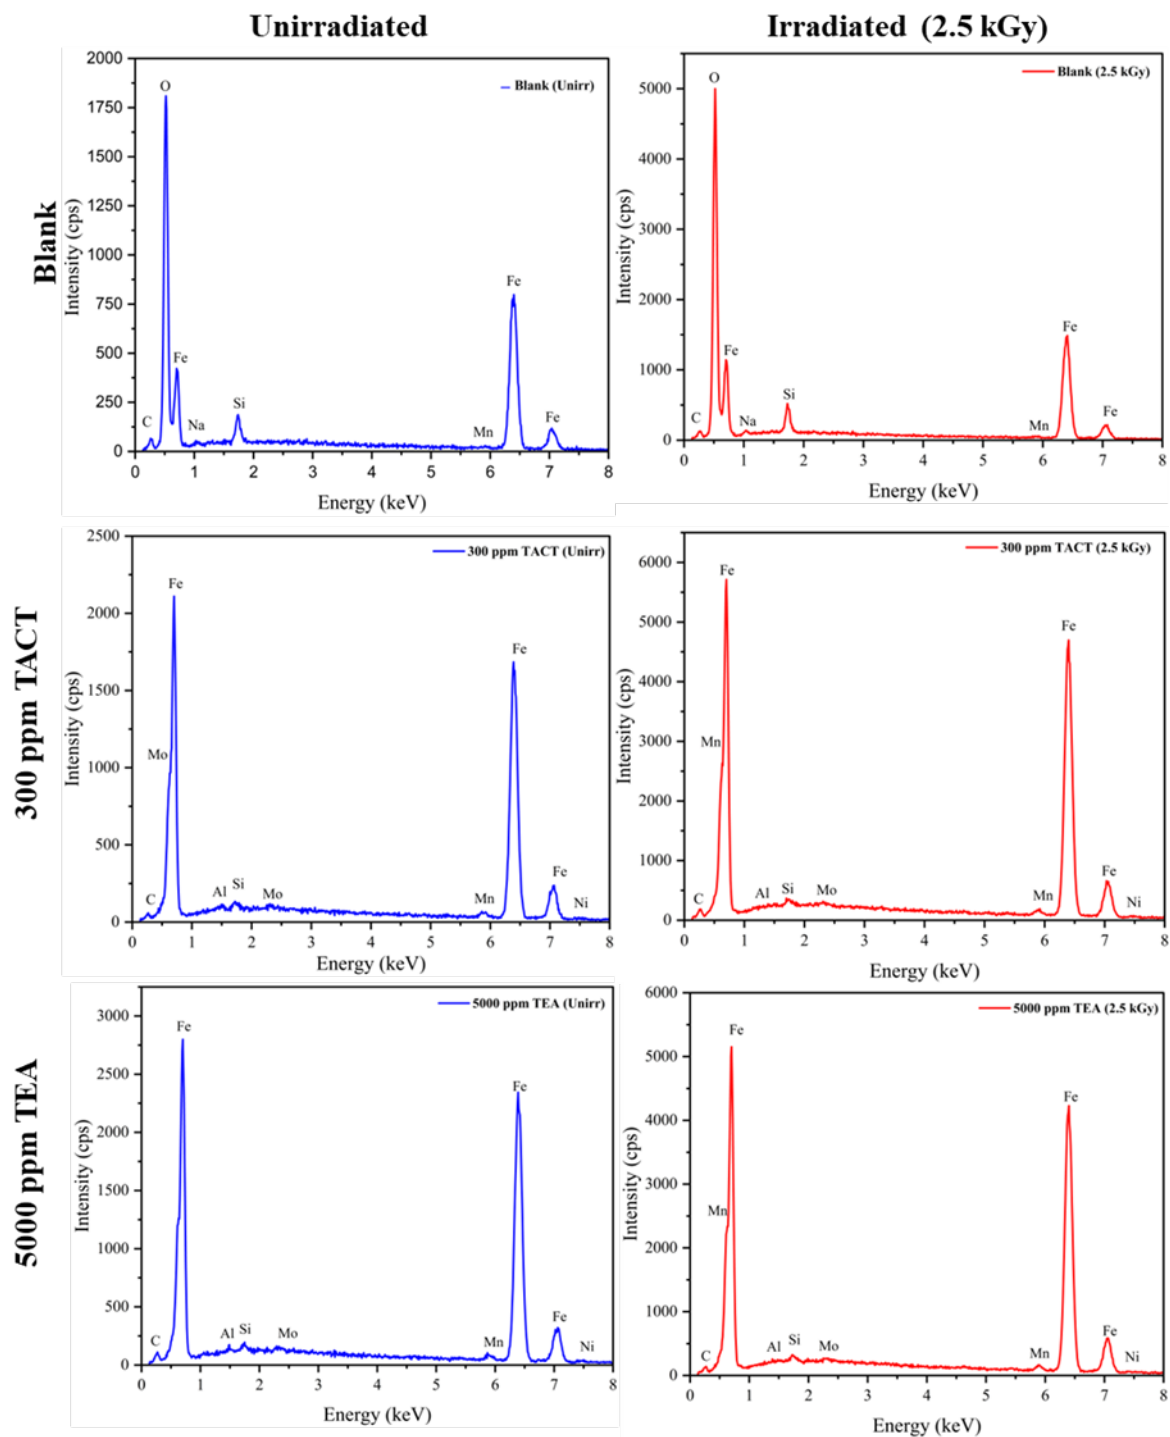 Unirradiated
Irradiated (2.5 kGy)
Blank
2000
1750
1500
1250
1000
750
500
250
0
Intensity (cps)
Blank (Unirr)
O
Fe
C
Na
Si
Mn
Fe
Fe
0 1 2 3 4 5 6 7 8
Energy (keV)
5000
4000
3000
2000
1000
0
Intensity (cps)
Blank (2.5 kGy)
O
Fe
C
Na
Si
Mn
Fe
Fe
0 1 2 3 4 5 6 7 8
Energy (keV)
300 ppm TACT
2500
2000
1500
1000
500
0
Intensity (cps)
300 ppm TACT (Unirr)
Fe
Mo
C
Al
Si
Mo
Mn
Fe
Fe
Ni
0 1 2 3 4 5 6 7 8
Energy (keV)
6000
5000
4000
3000
2000
1000
0
Intensity (cps)
300 ppm TACT (2.5 kGy)
Fe
Mn
C
Al
Si
Mo
Mn
Fe
Fe
Ni
0 1 2 3 4 5 6 7 8
Energy (keV)
5000 ppm TEA
3000
2500
2000
1500
1000
500
0
Intensity (cps)
5000 ppm TEA (Unirr)
Fe
C
Al
Si
Mo
Mn
Fe
Fe
Ni
0 1 2 3 4 5 6 7 8
Energy (keV)
6000
5000
4000
3000
2000
1000
0
Intensity (cps)
5000 ppm TEA (2.5 kGy)
Fe
Mn
C
Al
Si
Mo
Mn
Fe
Fe
Ni
0 1 2 3 4 5 6 7 8
Energy (keV)